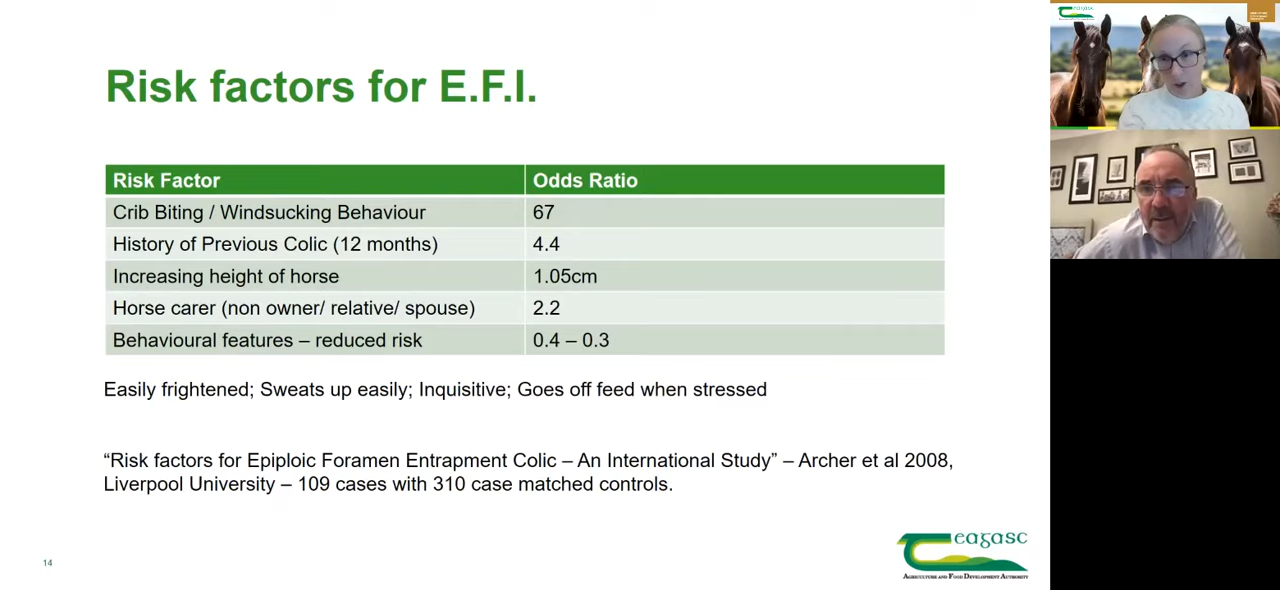 Risk factors for E.F.I.
Risk Factor Odds Ratio
Crib Biting / Windsucking Behaviour 67
History of Previous Colic (12 months) 4.4
Increasing height of horse 1.05cm
Horse carer (non owner/ relative/ spouse) 2.2
Behavioural features – reduced risk 0.4 – 0.3
Easily frightened; Sweats up easily; Inquisitive; Goes off feed when stressed
“Risk factors for Epiploic Foramen Entrapment Colic – An International Study” – Archer et al 2008,
Liverpool University – 109 cases with 310 case matched controls.
14
eagasc
AGRICULTURE AND FOOD DEVELOPMENT AUTHORITY
eagasc